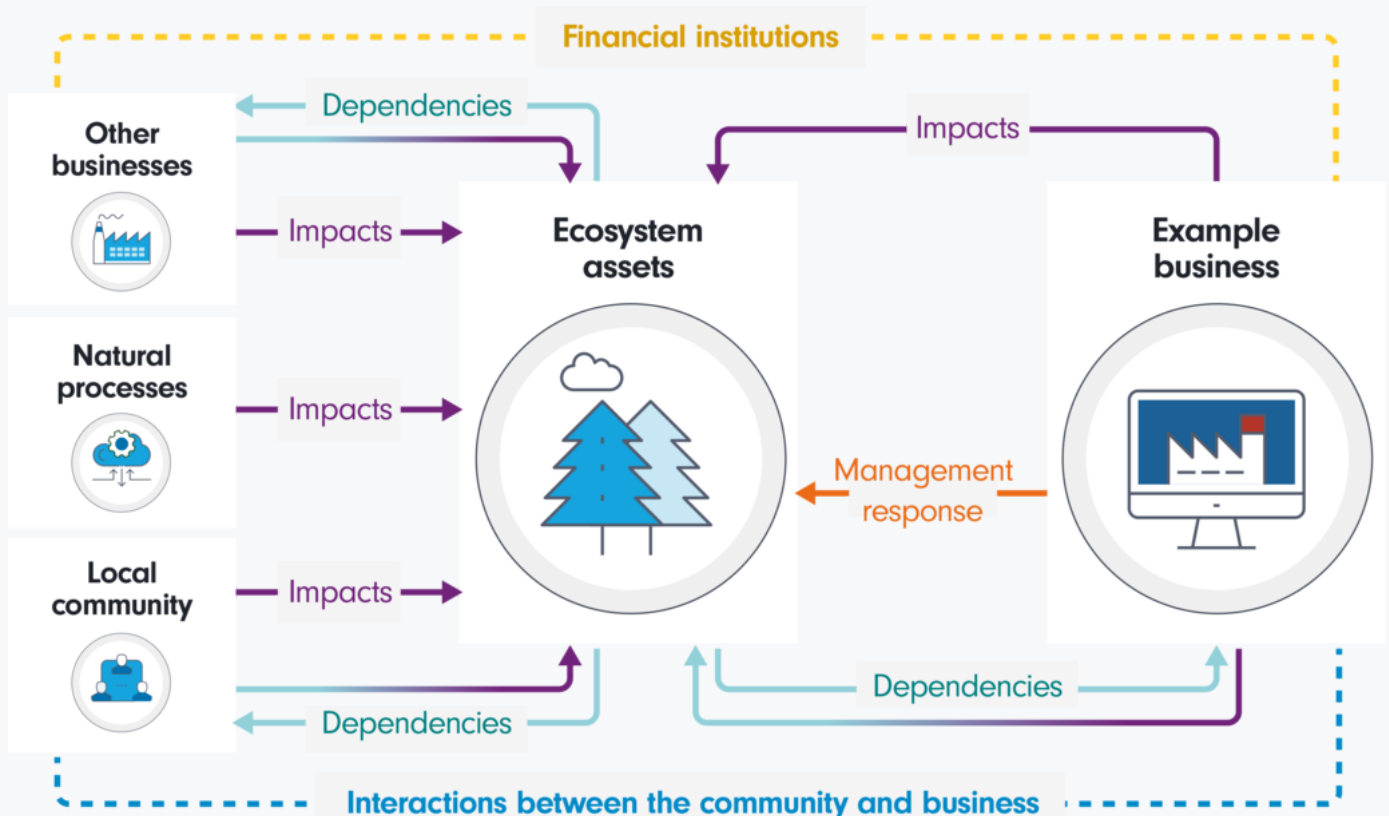 Financial institutions
Dependencies
Other
businesses
Impacts
Impacts
Ecosystem
assets
Example
business
Natural
processes
Impacts
Management
response
Local
community
Impacts
Dependencies
Dependencies
Interactions between the community and business